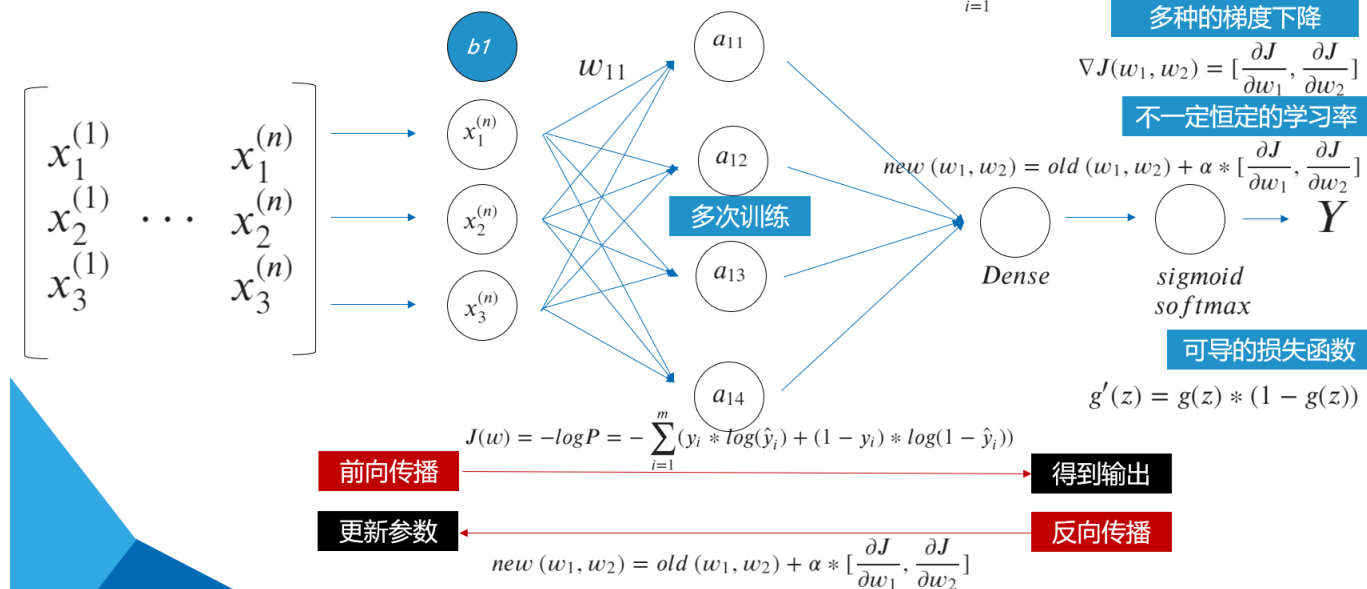 i=1
多种的梯度下降
∇J(w₁, w₂) = [∂J/∂w₁, ∂J/∂w₂]
不一定恒定的学习率
new (w₁, w₂) = old (w₁, w₂) + α * [∂J/∂w₁, ∂J/∂w₂]
b1
w₁₁
a₁₁
x₁⁽¹⁾ x₁⁽ⁿ⁾
x₂⁽¹⁾ ··· x₂⁽ⁿ⁾
x₃⁽¹⁾ x₃⁽ⁿ⁾
x₁⁽ⁿ⁾
x₂⁽ⁿ⁾
x₃⁽ⁿ⁾
a₁₂
多次训练
a₁₃
a₁₄
Dense
sigmoid
softmax
Y
可导的损失函数
g′(z) = g(z) * (1 − g(z))
J(w) = −logP = − ∑ᵢ₌₁ᵐ (yᵢ * log(ŷᵢ) + (1 − yᵢ) * log(1 − ŷᵢ))
前向传播
得到输出
更新参数
反向传播
new (w₁, w₂) = old (w₁, w₂) + α * [∂J/∂w₁, ∂J/∂w₂]